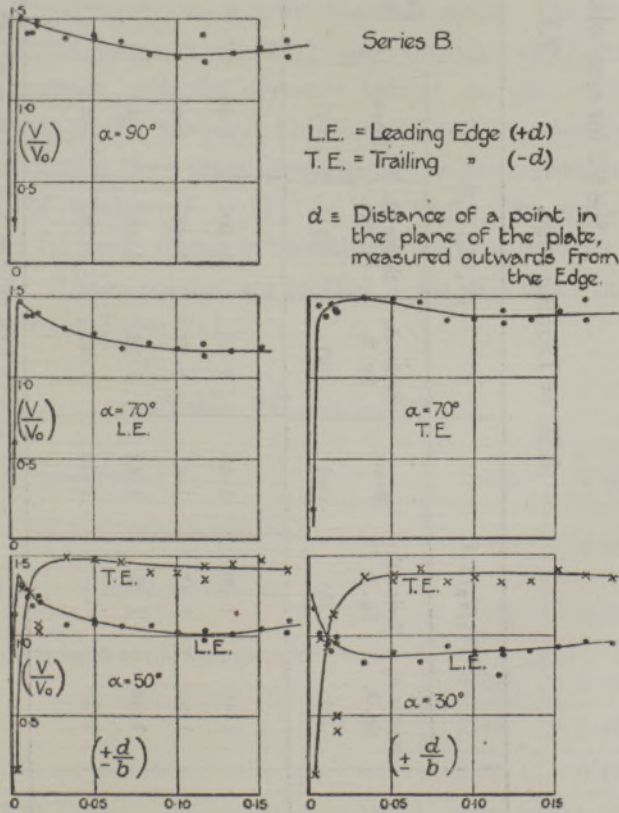 1.5
Series B.
1.0
(V/V₀) α=90°
L.E. = Leading Edge (+d)
T.E. = Trailing " (-d)
0.5
d ≡ Distance of a point in
the plane of the plate,
measured outwards from
the Edge.
0
1.5
1.0
(V/V₀) α=70°
L.E.
α=70°
T.E
0.5
0
1.5
T.E.
T.E.
1.0
L.E.
L.E.
(V/V₀) α=50°
α=30°
0.5
(± d/b)
(± d/b)
0 0.05 0.10 0.15
0 0.05 0.10 0.15